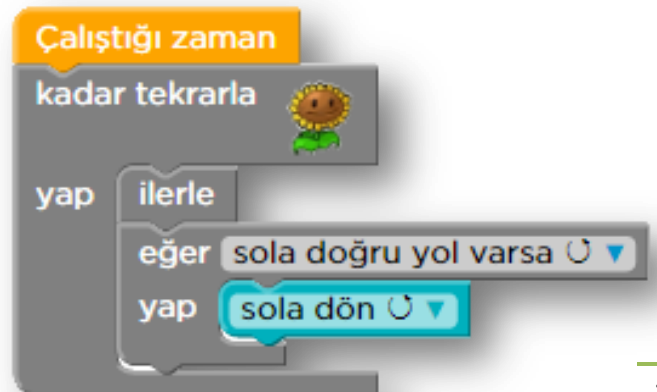 Çalıştığı zaman
kadar tekrarla
yap ilerle
eğer sola doğru yol varsa ↺ ▼
yap sola dön ↺ ▼